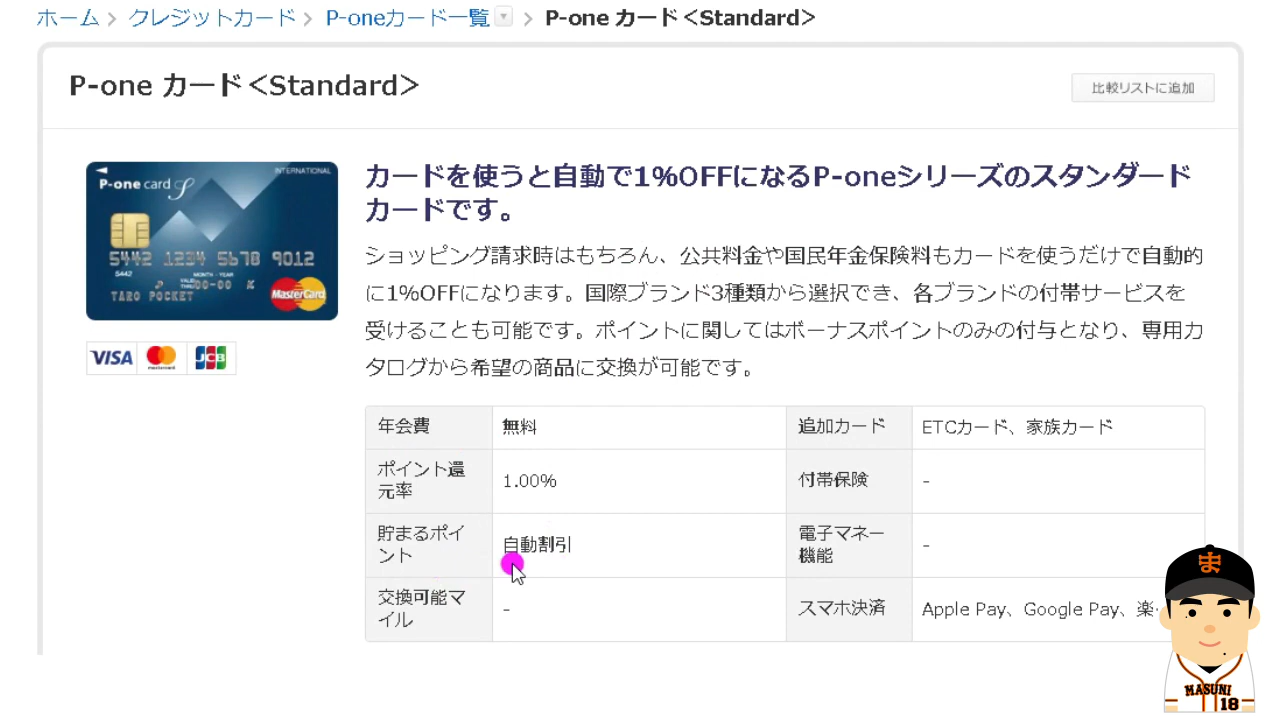 ホーム > クレジットカード > P-oneカード一覧 > P-one カード＜Standard＞
P-one カード＜Standard＞
比較リストに追加
P-one card
INTERNATIONAL
5442 1234 5678 9012
5442
MONTH - YEAR
VALID THRU 00-00
TARO POCKET
MasterCard
VISA mastercard JCB
カードを使うと自動で1%OFFになるP-oneシリーズのスタンダード
カードです。
ショッピング請求時はもちろん、公共料金や国民年金保険料もカードを使うだけで自動的
に1%OFFになります。国際ブランド3種類から選択でき、各ブランドの付帯サービスを
受けることも可能です。ポイントに関してはボーナスポイントのみの付与となり、専用カ
タログから希望の商品に交換が可能です。
年会費 無料 追加カード ETCカード、家族カード
ポイント還
元率
1.00%
付帯保険
-
貯まるポイ
ント
自動割引
電子マネー
機能
-
交換可能マ
イル
-
スマホ決済
Apple Pay、Google Pay、楽
ま
MASUNI
18